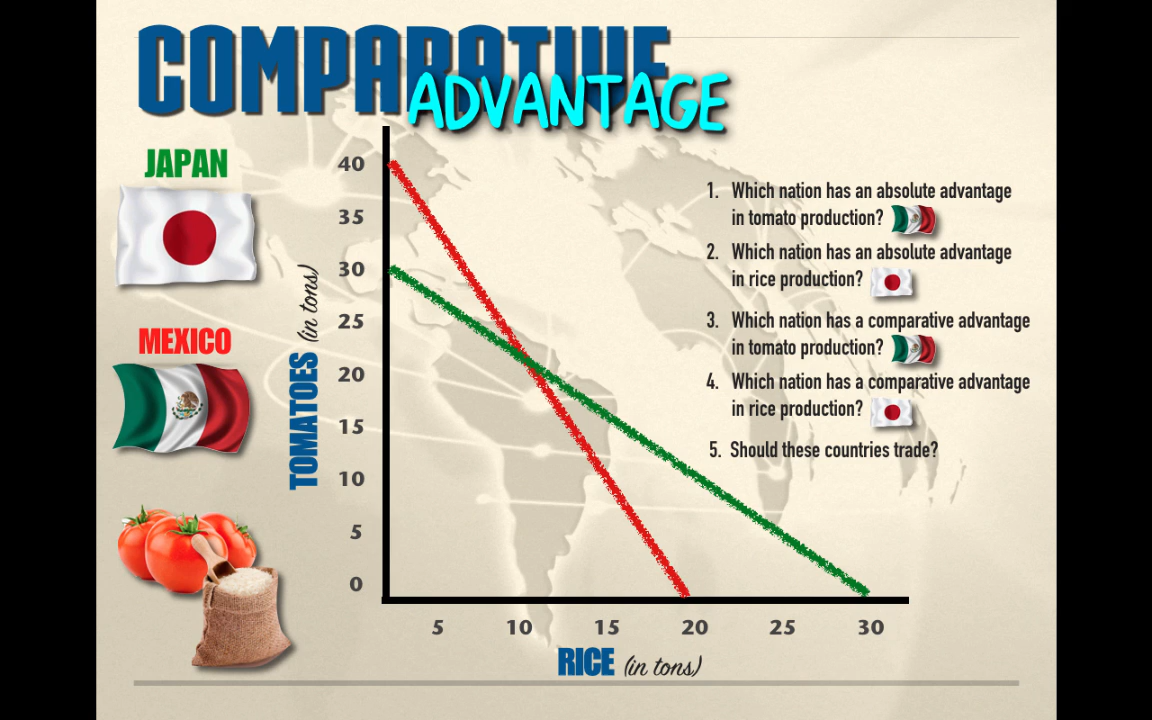 COMPARATIVE
ADVANTAGE
JAPAN
MEXICO
TOMATOES (in tons)
40
35
30
25
20
15
10
5
0
5 10 15 20 25 30
RICE (in tons)
1. Which nation has an absolute advantage
in tomato production?
2. Which nation has an absolute advantage
in rice production?
3. Which nation has a comparative advantage
in tomato production?
4. Which nation has a comparative advantage
in rice production?
5. Should these countries trade?